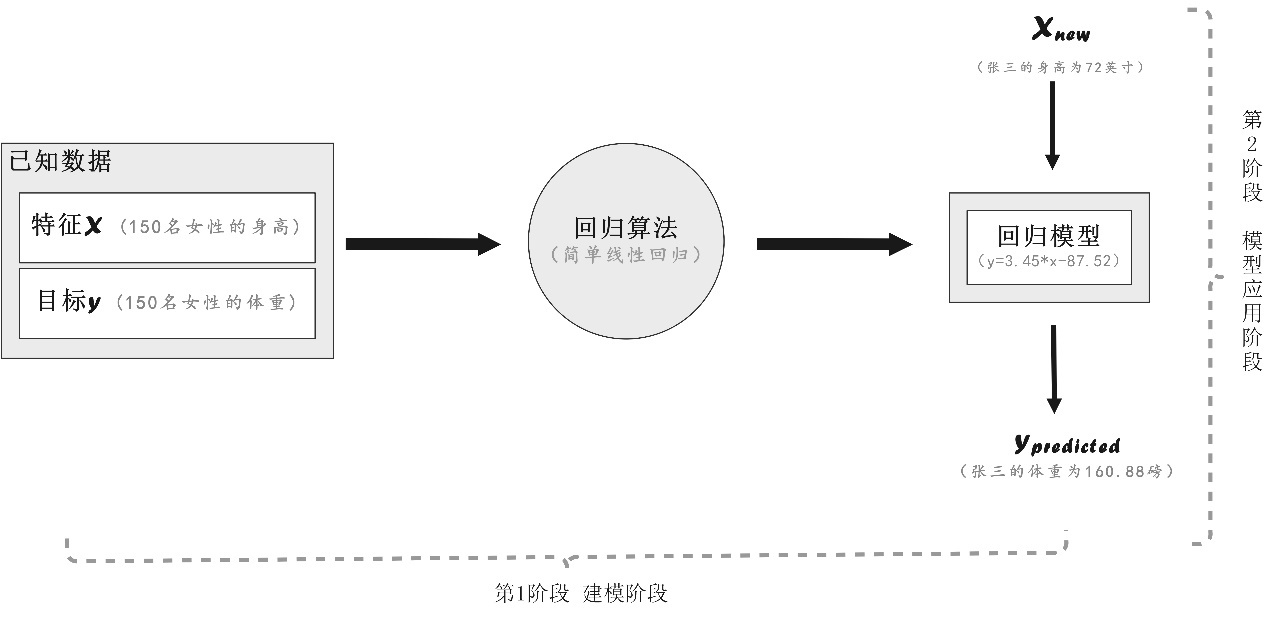 已知数据
特征X（150名女性的身高）
目标y（150名女性的体重）
回归算法
（简单线性回归）
Xnew
（张三的身高为72英寸）
回归模型
（y=3.45*x-87.52）
ypredicted
（张三的体重为160.88磅）
第1阶段 建模阶段
第2阶段 模型应用阶段